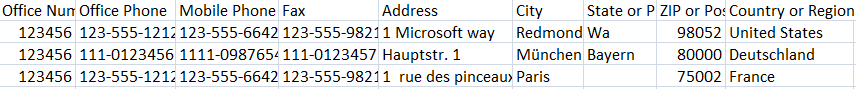 Office Num Office Phone Mobile Phone Fax Address City State or P ZIP or Pos Country or Region
123456 123-555-1212 123-555-6642 123-555-9821 1 Microsoft way Redmond Wa 98052 United States
123456 111-0123456 1111-0987654 111-0123457 Hauptstr. 1 München Bayern 80000 Deutschland
123456 123-555-1212 123-555-6642 123-555-9821 1 rue des pinceaux Paris 75002 France